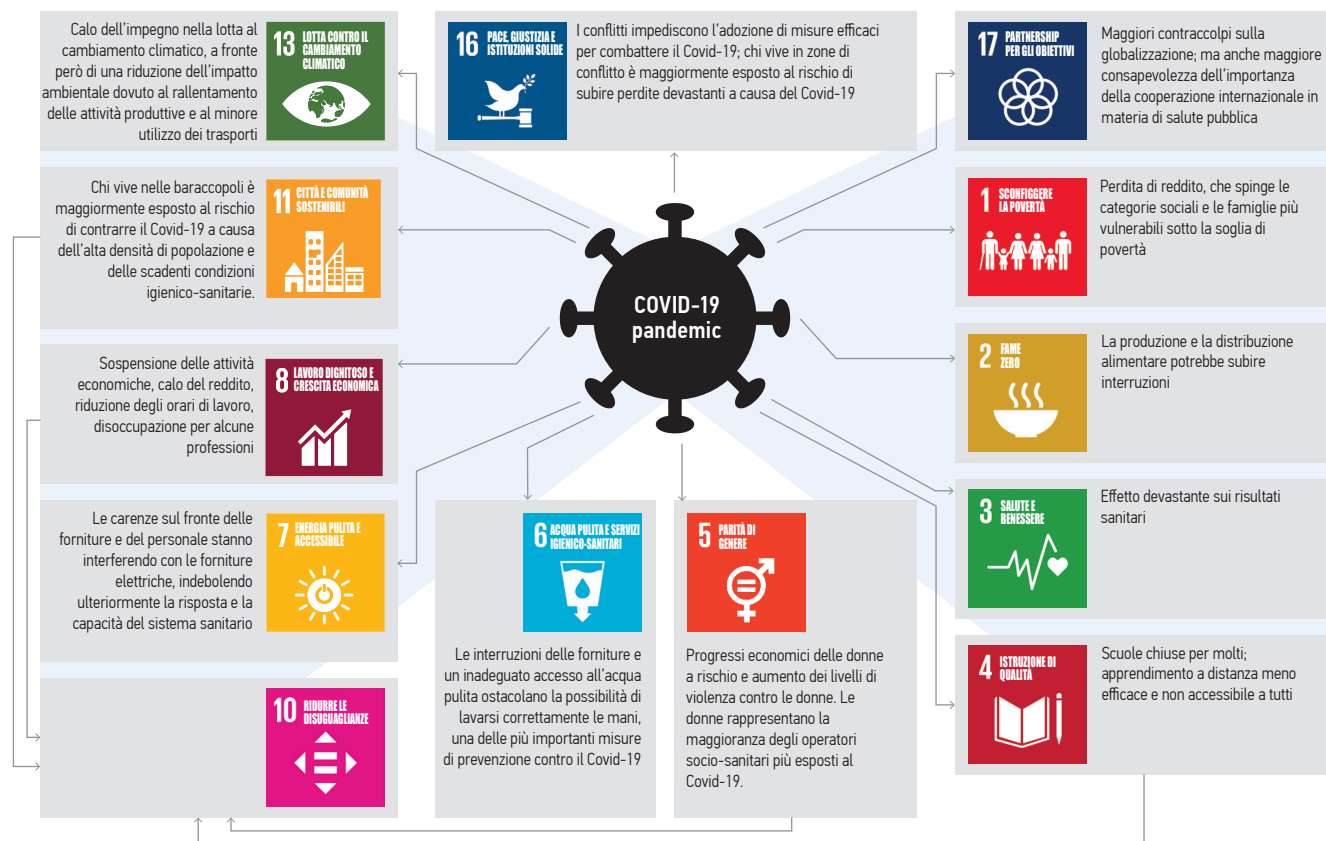 Calo dell'impegno nella lotta al
cambiamento climatico, a fronte
però di una riduzione dell'impatto
ambientale dovuto al rallentamento
delle attività produttive e al minore
utilizzo dei trasporti
13 LOTTA CONTRO IL
CAMBIAMENTO
CLIMATICO
16 PACE, GIUSTIZIA E
ISTITUZIONI SOLIDE
I conflitti impediscono l'adozione di misure efficaci
per combattere il Covid-19; chi vive in zone di
conflitto è maggiormente esposto al rischio di
subire perdite devastanti a causa del Covid-19
17 PARTNERSHIP
PER GLI OBIETTIVI
Maggiori contraccolpi sulla
globalizzazione; ma anche maggiore
consapevolezza dell'importanza
della cooperazione internazionale in
materia di salute pubblica
Chi vive nelle baraccopoli è
maggiormente esposto al rischio
di contrarre il Covid-19 a causa
dell'alta densità di popolazione e
delle scadenti condizioni
igienico-sanitarie.
11 CITTÀ E COMUNITÀ
SOSTENIBILI
1 SCONFIGGERE
LA POVERTÀ
Perdita di reddito, che spinge le
categorie sociali e le famiglie più
vulnerabili sotto la soglia di
povertà
COVID-19
pandemic
Sospensione delle attività
economiche, calo del reddito,
riduzione degli orari di lavoro,
disoccupazione per alcune
professioni
8 LAVORO DIGNITOSO E
CRESCITA ECONOMICA
2 FAME
ZERO
La produzione e la distribuzione
alimentare potrebbe subire
interruzioni
Le carenze sul fronte delle
forniture e del personale stanno
interferendo con le forniture
elettriche, indebolendo
ulteriormente la risposta e la
capacità del sistema sanitario
7 ENERGIA PULITA E
ACCESSIBILE
6 ACQUA PULITA E SERVIZI
IGIENICO-SANITARI
Le interruzioni delle forniture e
un inadeguato accesso all'acqua
pulita ostacolano la possibilità di
lavarsi correttamente le mani,
una delle più importanti misure
di prevenzione contro il Covid-19
5 PARITÀ DI
GENERE
Progressi economici delle donne
a rischio e aumento dei livelli di
violenza contro le donne. Le
donne rappresentano la
maggioranza degli operatori
socio-sanitari più esposti al
Covid-19.
3 SALUTE E
BENESSERE
Effetto devastante sui risultati
sanitari
4 ISTRUZIONE DI
QUALITÀ
Scuole chiuse per molti;
apprendimento a distanza meno
efficace e non accessibile a tutti
10 RIDURRE LE
DISUGUAGLIANZE